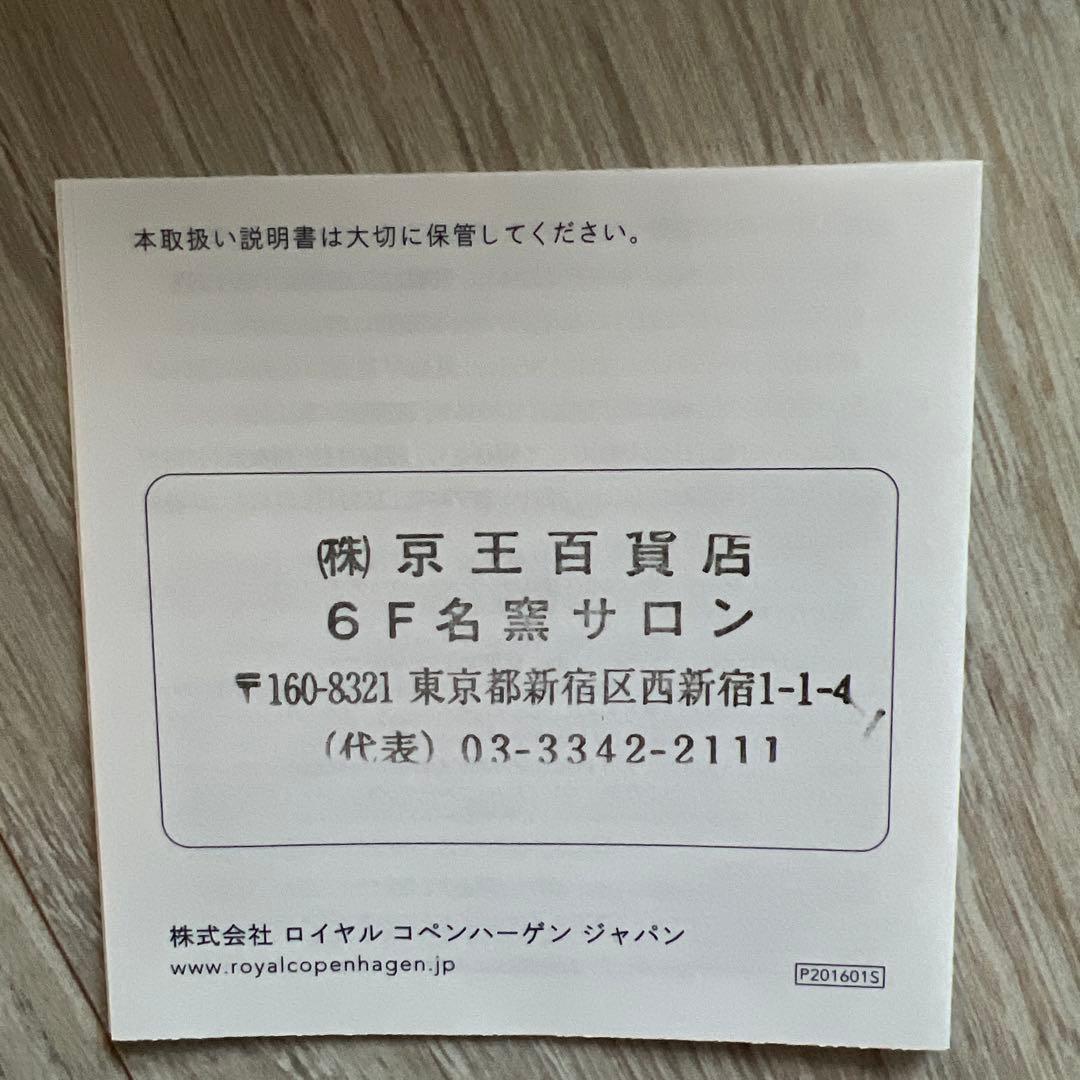 本取扱い説明書は大切に保管してください。
㈱京王百貨店
6F名窯サロン
〒160-8321 東京都新宿区西新宿1-1-4
(代表) 03-3342-2111
株式会社 ロイヤル コペンハーゲン ジャパン
www.royalcopenhagen.jp
P201601S